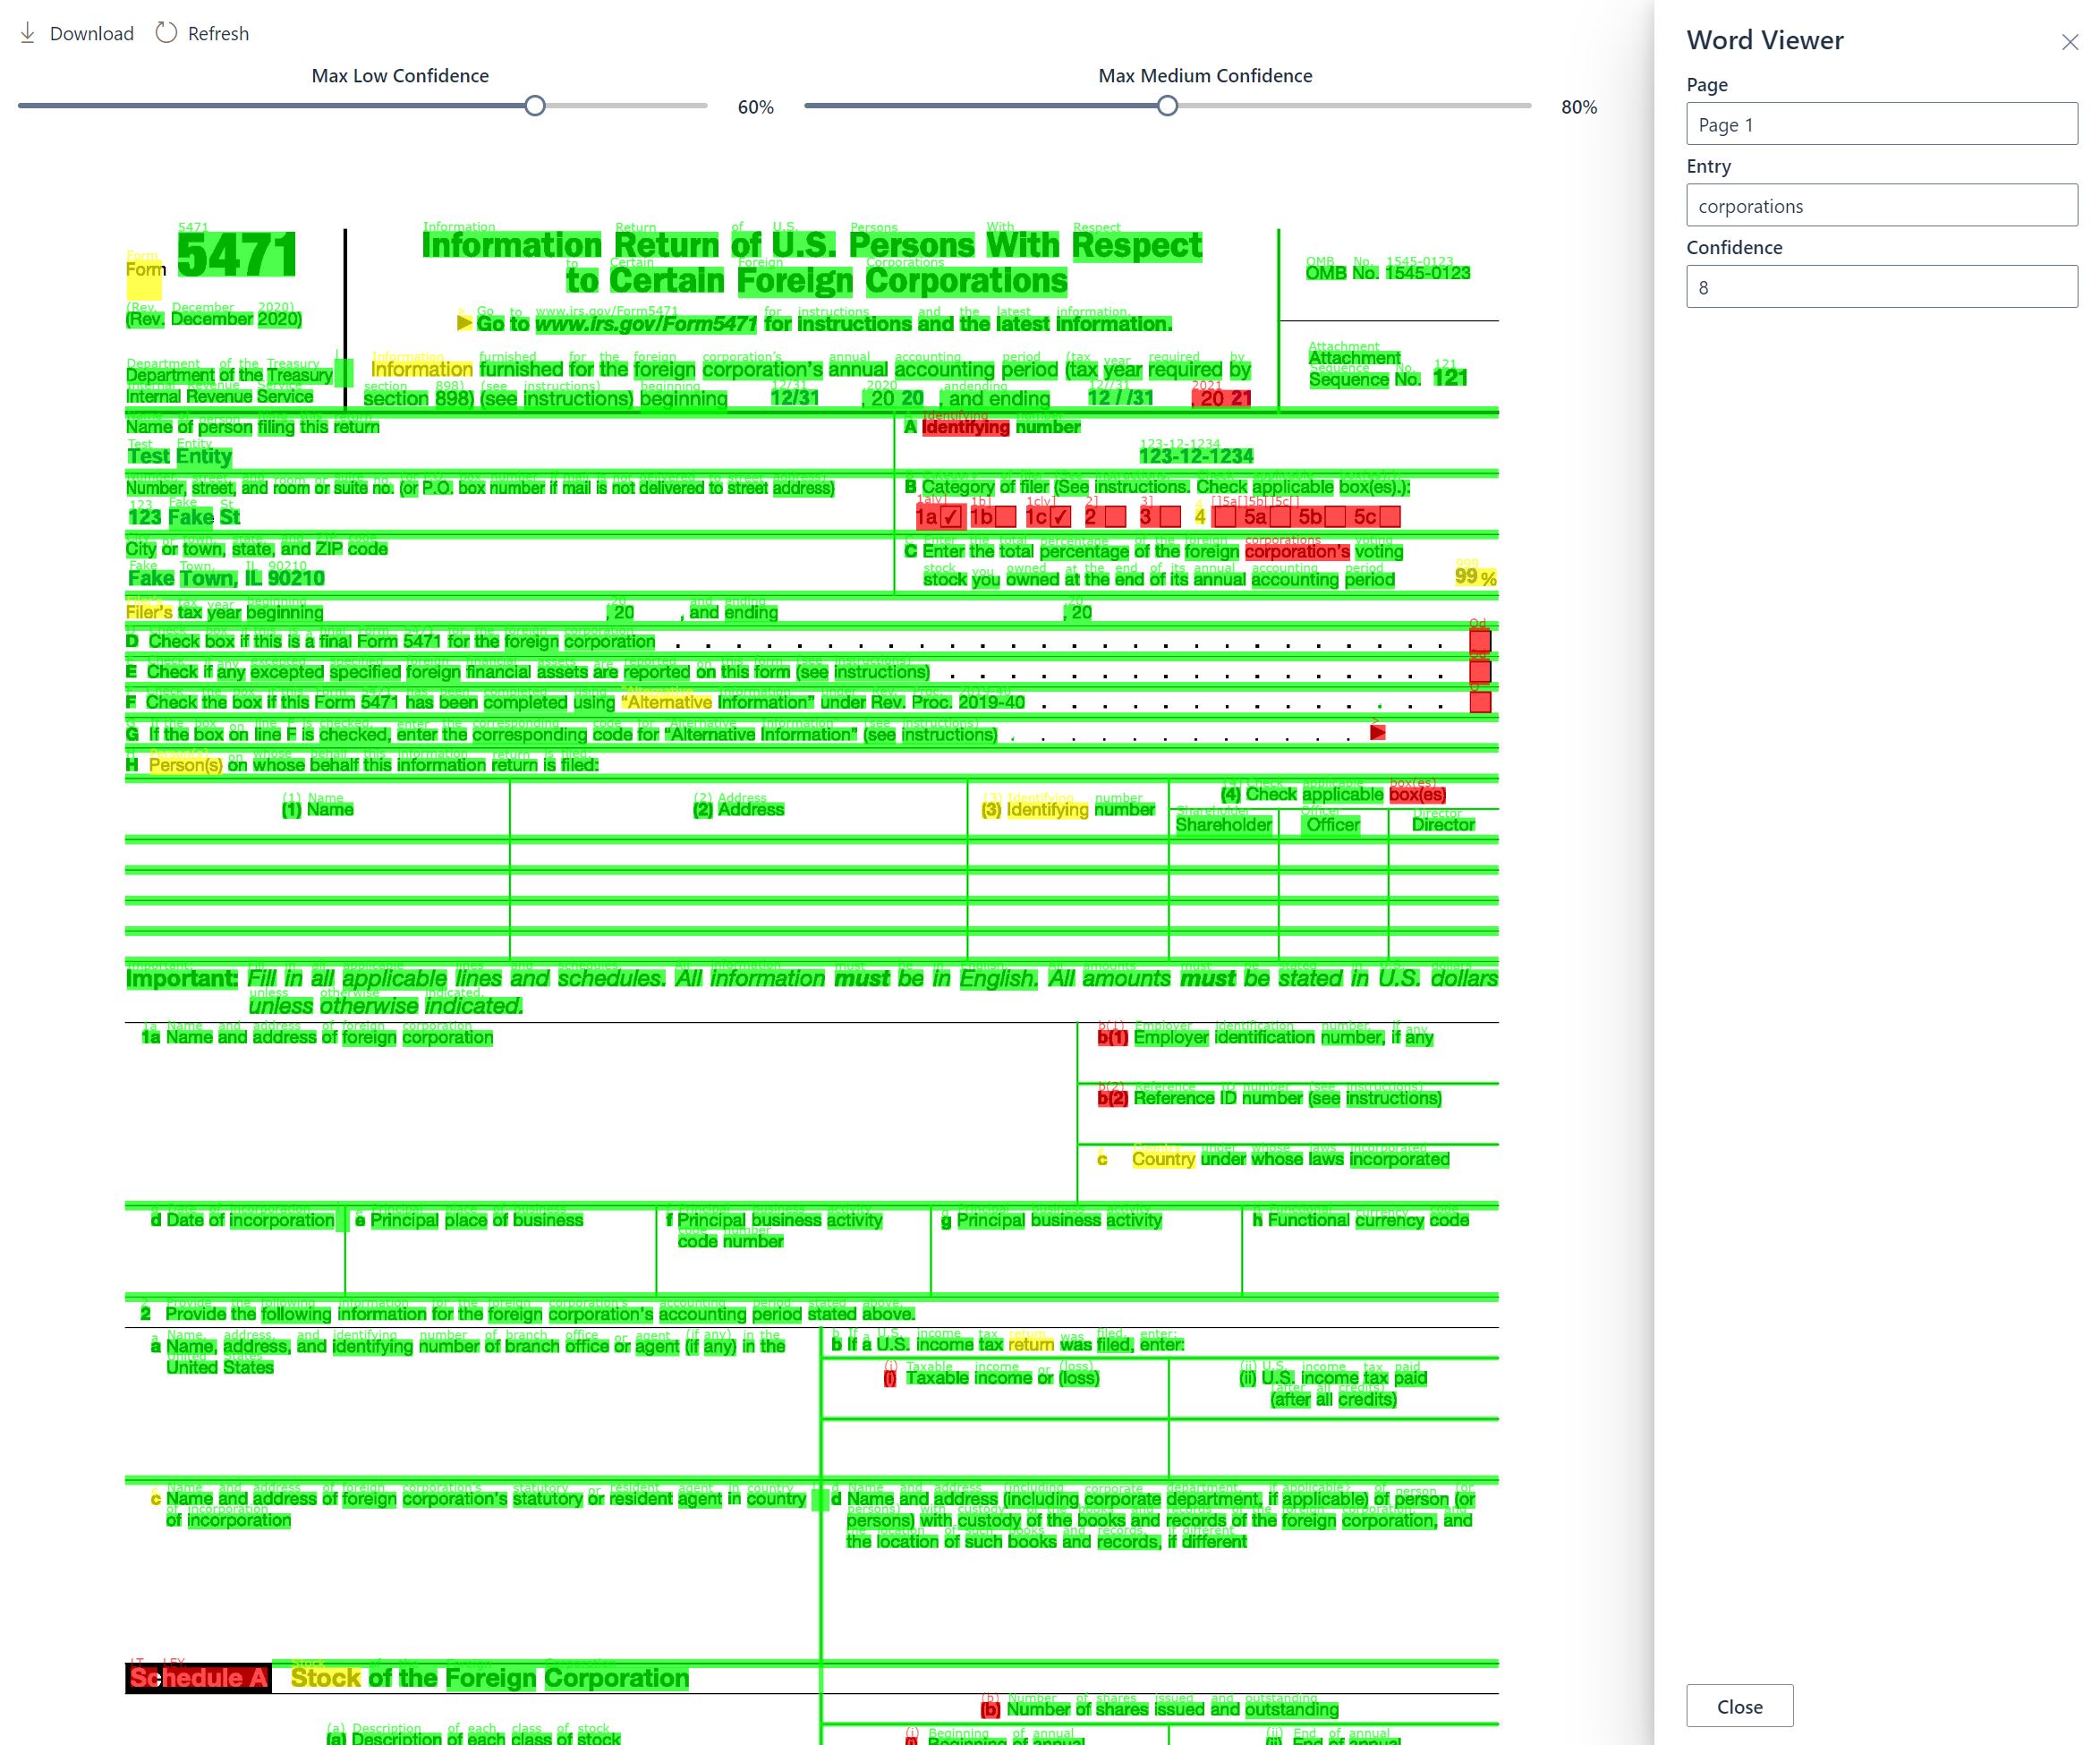 Download Refresh
Max Low Confidence
60%
Max Medium Confidence
80%
Form 5471
(Rev. December 2020)
Department of the Treasury
Internal Revenue Service
Information Return of U.S. Persons With Respect
to Certain Foreign Corporations
▶ Go to www.irs.gov/Form5471 for instructions and the latest information.
Information furnished for the foreign corporation's annual accounting period (tax year required by
section 898) (see instructions) beginning 12/31 , 20 20 , and ending 12 / /31 , 20 21
OMB No. 1545-0123
Attachment
Sequence No. 121
Name of person filing this return
Test Entity
A Identifying number
123-12-1234
Number, street, and room or suite no. (or P.O. box number if mail is not delivered to street address)
123 Fake St
B Category of filer (See instructions. Check applicable box(es).):
1a ✓ 1b 1c ✓ 2 3 4 5a 5b 5c
City or town, state, and ZIP code
Fake Town, IL 90210
C Enter the total percentage of the foreign corporation's voting
stock you owned at the end of its annual accounting period 99 %
Filer's tax year beginning , 20 , and ending , 20
D Check box if this is a final Form 5471 for the foreign corporation
E Check if any excepted specified foreign financial assets are reported on this form (see instructions)
F Check the box if this Form 5471 has been completed using "Alternative Information" under Rev. Proc. 2019-40
G If the box on line F is checked, enter the corresponding code for "Alternative Information" (see instructions) ▶
H Person(s) on whose behalf this information return is filed:
(1) Name
(2) Address
(3) Identifying number
(4) Check applicable box(es)
Shareholder Officer Director
Important: Fill in all applicable lines and schedules. All information must be in English. All amounts must be stated in U.S. dollars
unless otherwise indicated.
1a Name and address of foreign corporation
b(1) Employer identification number, if any
b(2) Reference ID number (see instructions)
c Country under whose laws incorporated
d Date of incorporation
e Principal place of business
f Principal business activity
code number
g Principal business activity
h Functional currency code
2 Provide the following information for the foreign corporation's accounting period stated above.
a Name, address, and identifying number of branch office or agent (if any) in the
United States
b If a U.S. income tax return was filed, enter:
(i) Taxable income or (loss)
(ii) U.S. income tax paid
(after all credits)
c Name and address of foreign corporation's statutory or resident agent in country
of incorporation
d Name and address (including corporate department, if applicable) of person (or
persons) with custody of the books and records of the foreign corporation, and
the location of such books and records, if different
Schedule A Stock of the Foreign Corporation
(a) Description of each class of stock
(b) Number of shares issued and outstanding
(i) Beginning of annual
(ii) End of annual
Word Viewer
Page
Page 1
Entry
corporations
Confidence
8
Close